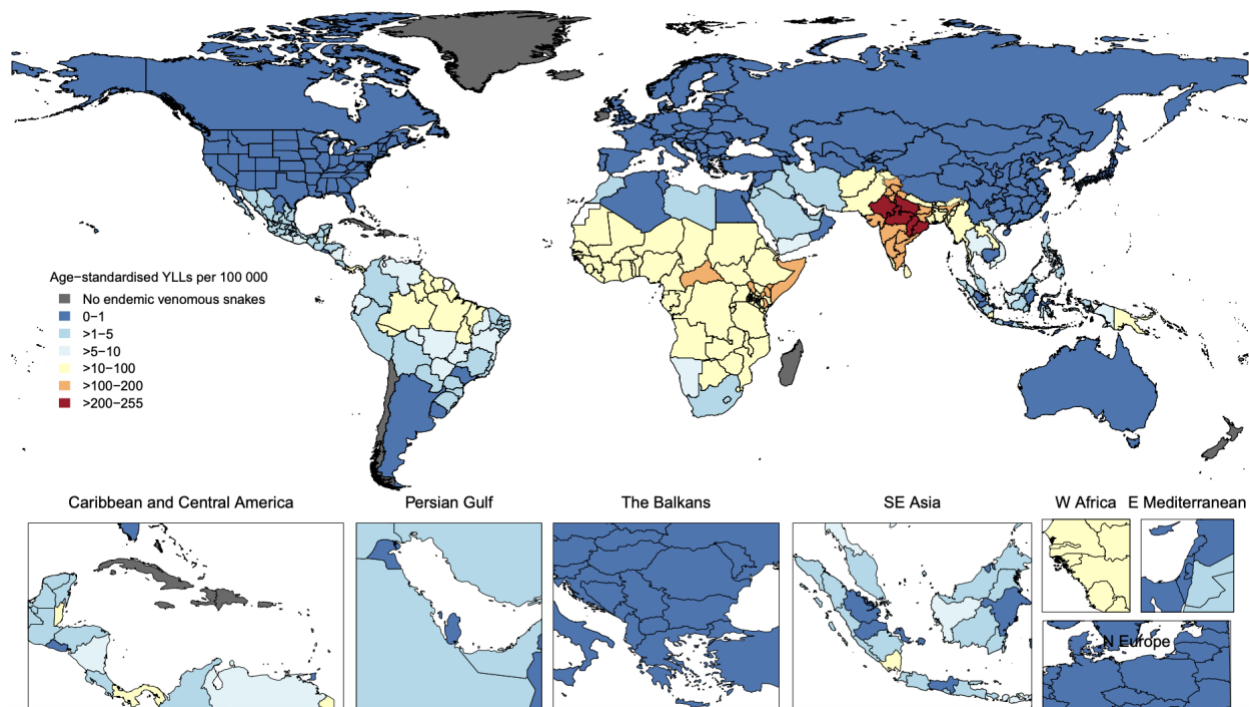 Age−standardised YLLs per 100 000
No endemic venomous snakes
0−1
>1−5
>5−10
>10−100
>100−200
>200−255
Caribbean and Central America
Persian Gulf
The Balkans
SE Asia
W Africa
E Mediterranean
N Europe